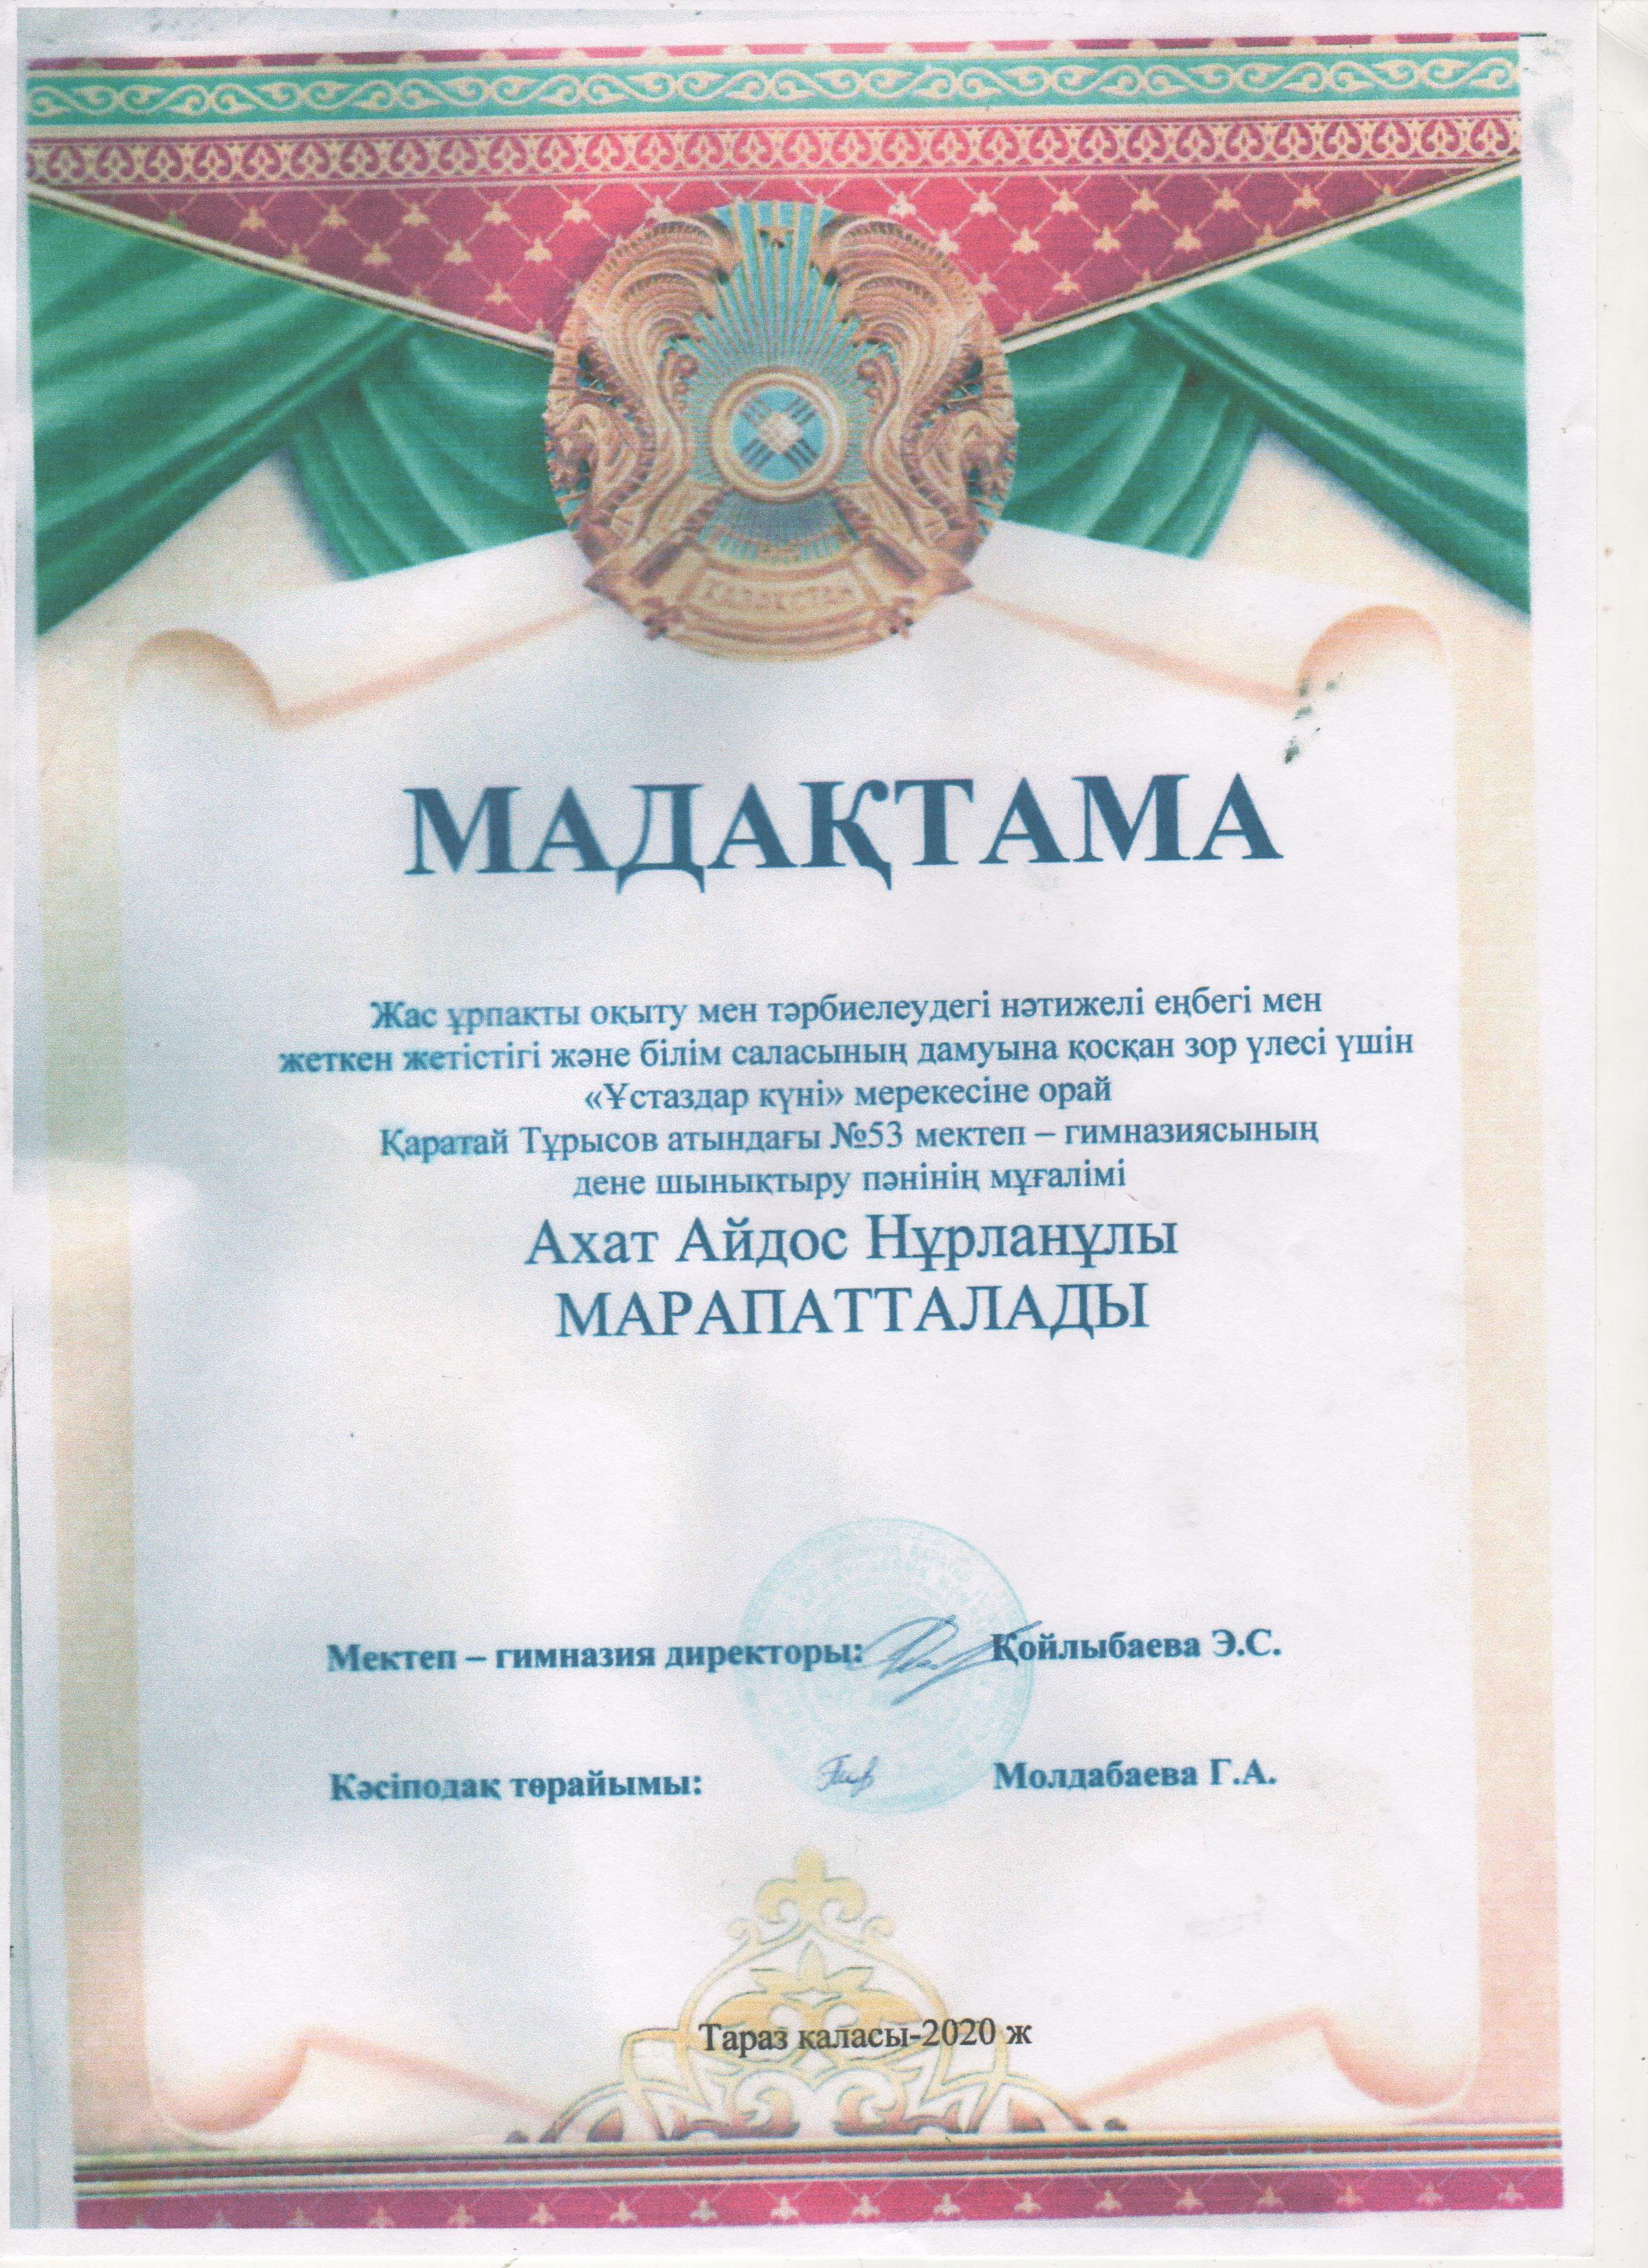 ҚАЗАҚСТАН
МАДАҚТАМА
Жас ұрпақты оқыту мен тәрбиелеудегі нәтижелі еңбегі мен
жеткен жетістігі және білім саласының дамуына қосқан зор үлесі үшін
«Ұстаздар күні» мерекесіне орай
Қаратай Тұрысов атындағы №53 мектеп – гимназиясының
дене шынықтыру пәнінің мұғалімі
Ахат Айдос Нұрланұлы
МАРАПАТТАЛАДЫ
Мектеп – гимназия директоры: Қойлыбаева Э.С.
Кәсіподақ төрайымы: Молдабаева Г.А.
Тараз қаласы-2020 ж